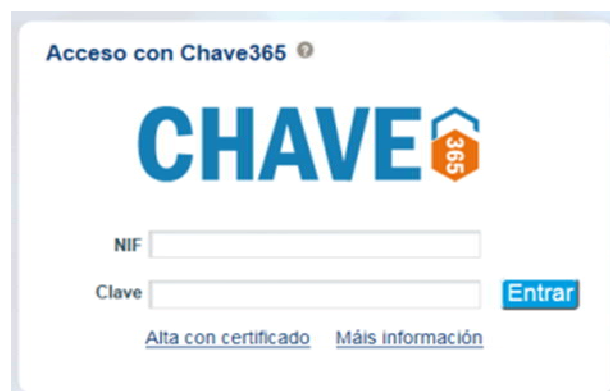 Acceso con Chave365 ?
CHAVE 365
NIF
Clave
Entrar
Alta con certificado Máis información